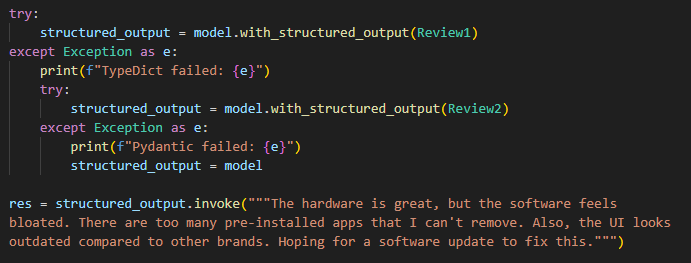 try:
    structured_output = model.with_structured_output(Review1)
except Exception as e:
    print(f"TypeDict failed: {e}")
    try:
        structured_output = model.with_structured_output(Review2)
    except Exception as e:
        print(f"Pydantic failed: {e}")
        structured_output = model

res = structured_output.invoke("""The hardware is great, but the software feels
bloated. There are too many pre-installed apps that I can't remove. Also, the UI looks
outdated compared to other brands. Hoping for a software update to fix this.""")